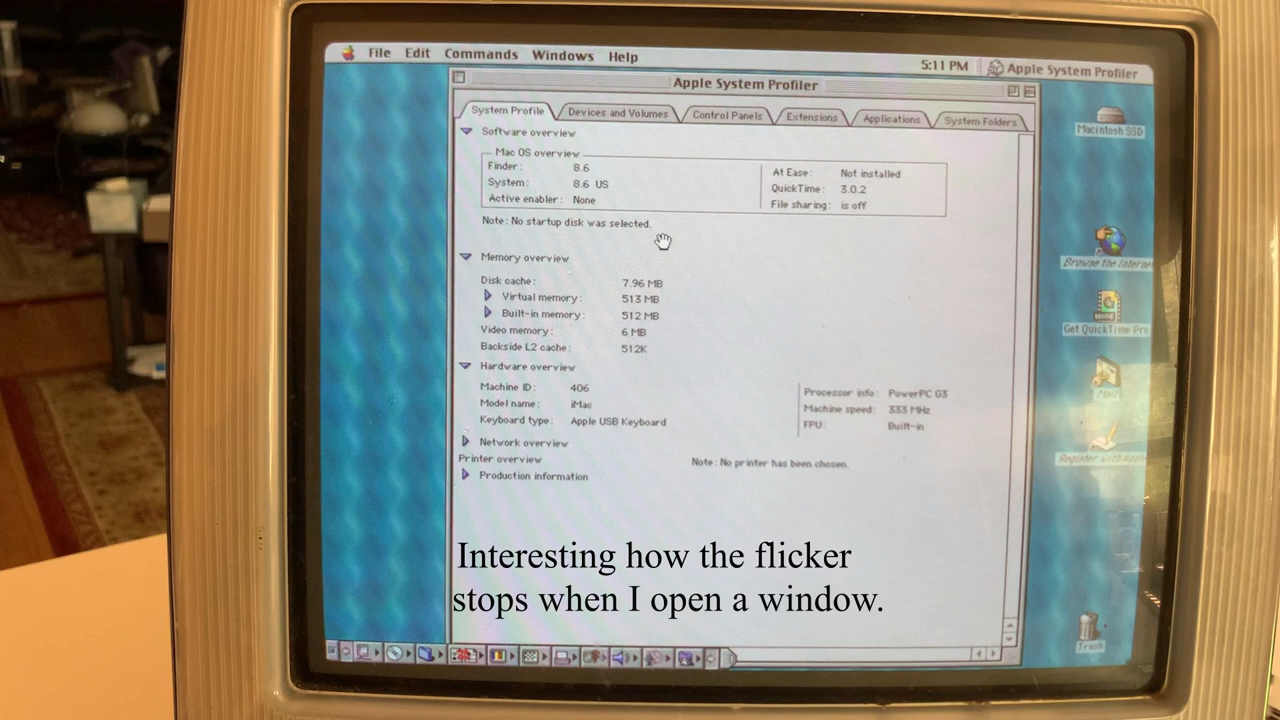 File Edit Commands Windows Help 5:11 PM Apple System Profiler
Apple System Profiler
System Profile Devices and Volumes Control Panels Extensions Applications System Folders
Macintosh SSD
Software overview
Mac OS overview
Finder: 8.6
System: 8.6 US
Active enabler: None
At Ease: Not installed
QuickTime: 3.0.2
File sharing: is off
Note: No startup disk was selected.
Memory overview
Disk cache: 7.96 MB
Virtual memory: 513 MB
Built-in memory: 512 MB
Video memory: 6 MB
Backside L2 cache: 512K
Hardware overview
Machine ID: 406
Model name: iMac
Keyboard type: Apple USB Keyboard
Processor info: PowerPC G3
Machine speed: 333 MHz
FPU: Built-in
Network overview
Printer overview Note: No printer has been chosen.
Production information
Browse the Internet
Get QuickTime Pro
Mail
Register with Apple
Trash
Interesting how the flicker
stops when I open a window.